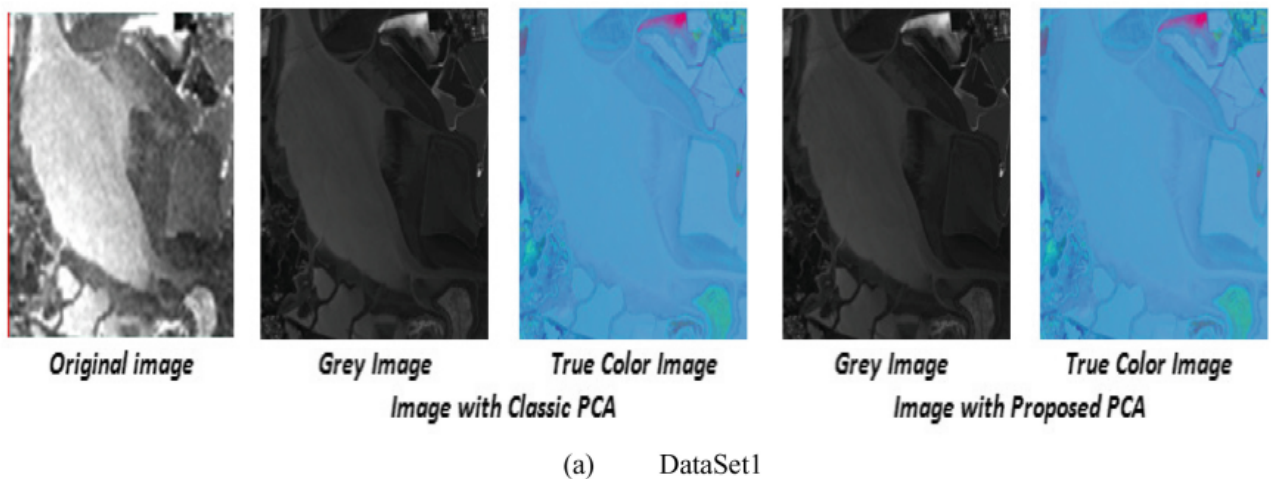 Original image
Grey Image
True Color Image
Grey Image
True Color Image
Image with Classic PCA
Image with Proposed PCA
(a) DataSet1